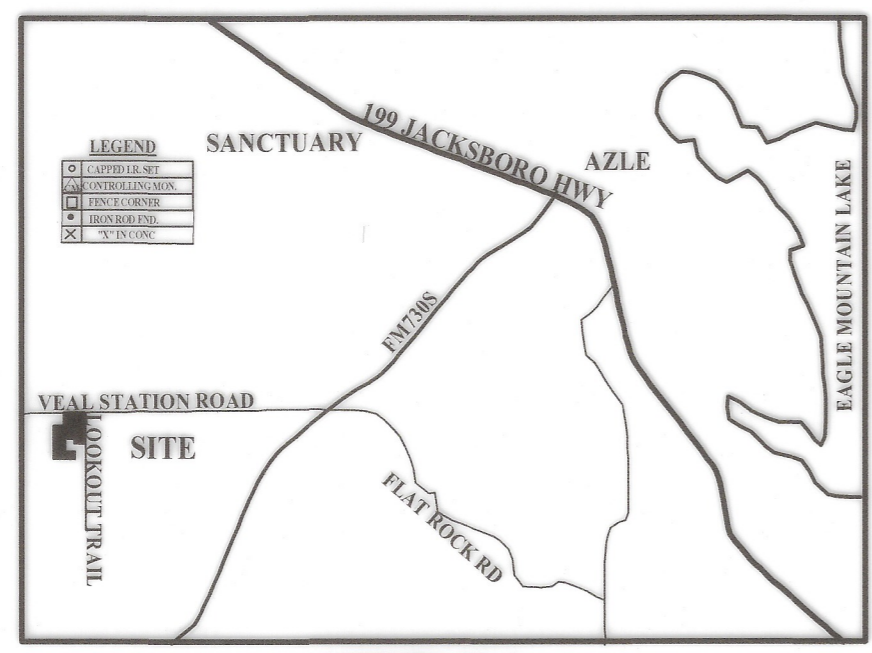 199 JACKSBORO HWY
SANCTUARY
AZLE
LEGEND
CAPPED I.R. SET
CONTROLLING MON.
FENCE CORNER
IRON ROD FND.
"X" IN CONC
EAGLE MOUNTAIN LAKE
FM730S
VEAL STATION ROAD
SITE
LOOKOUT TRAIL
FLAT ROCK RD